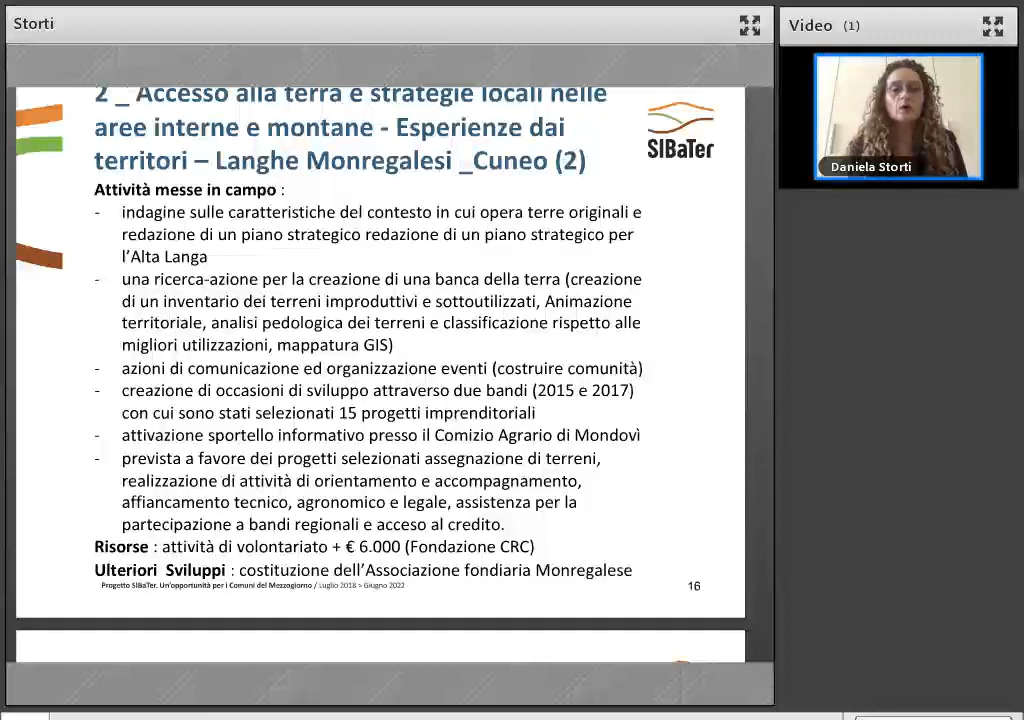 Storti
Video (1)
2 _ Accesso alla terra e strategie locali nelle
aree interne e montane - Esperienze dai
territori – Langhe Monregalesi _Cuneo (2)
SIBaTer
Daniela Storti
Attività messe in campo :
- indagine sulle caratteristiche del contesto in cui opera terre originali e
redazione di un piano strategico redazione di un piano strategico per
l’Alta Langa
- una ricerca-azione per la creazione di una banca della terra (creazione
di un inventario dei terreni improduttivi e sottoutilizzati, Animazione
territoriale, analisi pedologica dei terreni e classificazione rispetto alle
migliori utilizzazioni, mappatura GIS)
- azioni di comunicazione ed organizzazione eventi (costruire comunità)
- creazione di occasioni di sviluppo attraverso due bandi (2015 e 2017)
con cui sono stati selezionati 15 progetti imprenditoriali
- attivazione sportello informativo presso il Comizio Agrario di Mondovì
- prevista a favore dei progetti selezionati assegnazione di terreni,
realizzazione di attività di orientamento e accompagnamento,
affiancamento tecnico, agronomico e legale, assistenza per la
partecipazione a bandi regionali e acceso al credito.
Risorse : attività di volontariato + € 6.000 (Fondazione CRC)
Ulteriori Sviluppi : costituzione dell’Associazione fondiaria Monregalese
Progetto SIBaTer. Un'opportunità per i Comuni del Mezzogiorno / Luglio 2018 > Giugno 2022
16